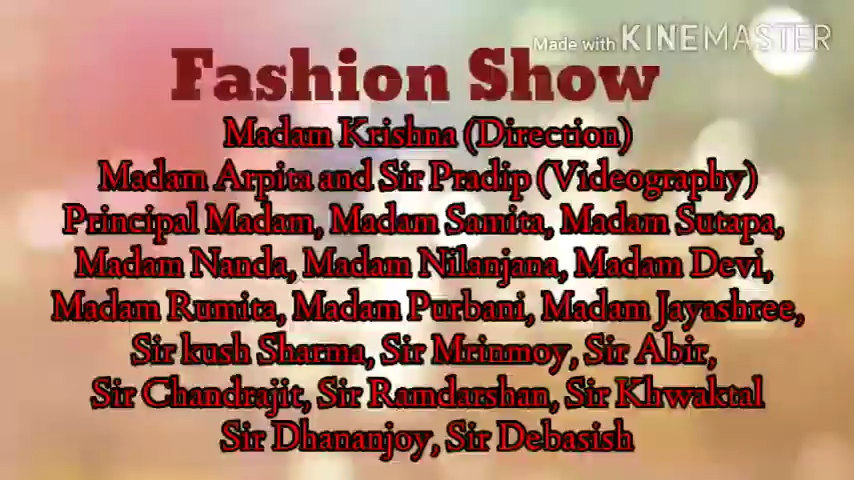 Made with KINEMASTER
Fashion Show
Madam Krishna (Direction)
Madam Arpita and Sir Pradip (Videography)
Principal Madam, Madam Samita, Madam Sutapa,
Madam Nanda, Madam Nilanjana, Madam Devi,
Madam Rumita, Madam Purbani, Madam Jayashree,
Sir kush Sharma, Sir Mrinmoy, Sir Abir,
Sir Chandrajit, Sir Ramdarshan, Sir Khwaktal
Sir Dhananjoy, Sir Debasish